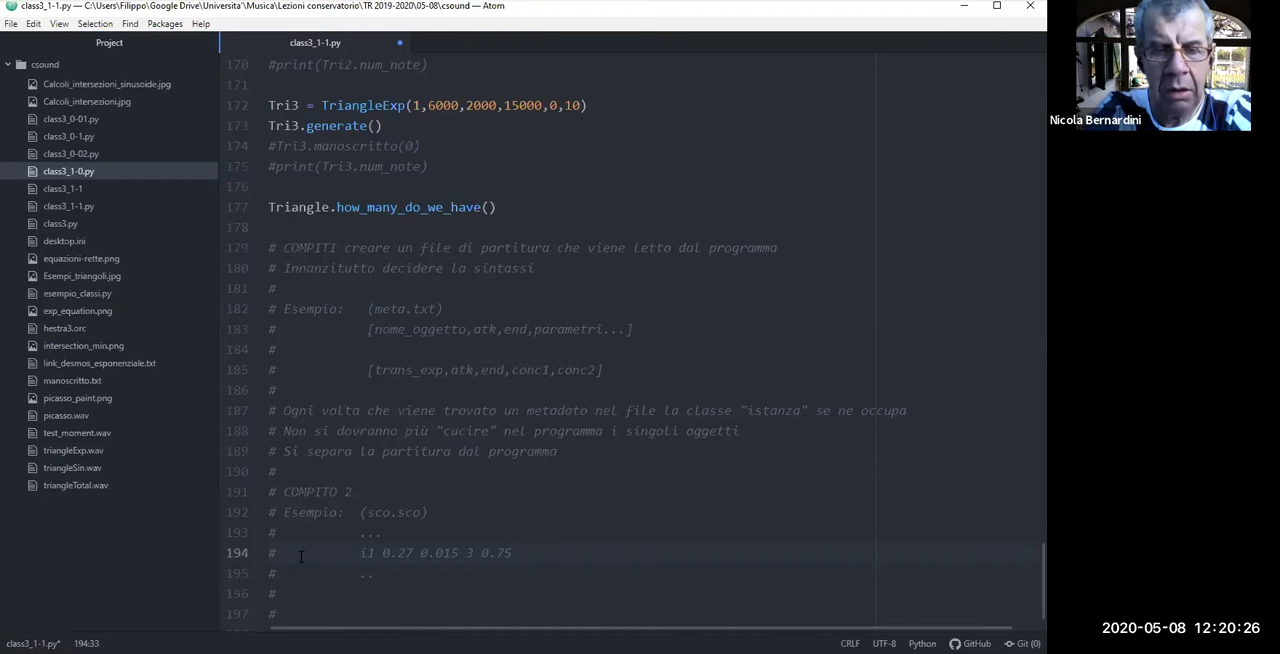 class3_1-1.py — C:\Users\Filippo\Google Drive\Universita'\Musica\Lezioni conservatorio\TR 2019-2020\05-08\csound — Atom
File Edit View Selection Find Packages Help
Project
class3_1-1.py
csound
Calcoli_intersezioni_sinusoide.jpg
Calcoli_intersezioni.jpg
class3_0-01.py
class3_0-1.py
class3_0-02.py
class3_1-0.py
class3_1-1
class3_1-1.py
class3.py
desktop.ini
equazioni-rette.png
Esempi_triangoli.jpg
esempio_classi.py
exp_equation.png
hestra3.orc
intersection_min.png
link_desmos_esponenziale.txt
manoscritto.txt
picasso_paint.png
picasso.wav
test_moment.wav
triangleExp.wav
triangleSin.wav
triangleTotal.wav
170 #print(Tri2.num_note)
171
172 Tri3 = TriangleExp(1,6000,2000,15000,0,10)
173 Tri3.generate()
174 #Tri3.manoscritto(0)
175 #print(Tri3.num_note)
176
177 Triangle.how_many_do_we_have()
178
179 # COMPITI creare un file di partitura che viene letto dal programma
180 # Innanzitutto decidere la sintassi
181 #
182 # Esempio: (meta.txt)
183 # [nome_oggetto,atk,end,parametri...]
184 #
185 # [trans_exp,atk,end,conc1,conc2]
186 #
187 # Ogni volta che viene trovato un metadato nel file la classe "istanza" se ne occupa
188 # Non si dovranno più "cucire" nel programma i singoli oggetti
189 # Si separa la partitura dal programma
190 #
191 # COMPITO 2
192 # Esempio: (sco.sco)
193 # ...
194 # i1 0.27 0.015 3 0.75
195 # ..
196 #
197 #
class3_1-1.py* 194:33 CRLF UTF-8 Python GitHub Git (0)
Nicola Bernardini
2020-05-08 12:20:26